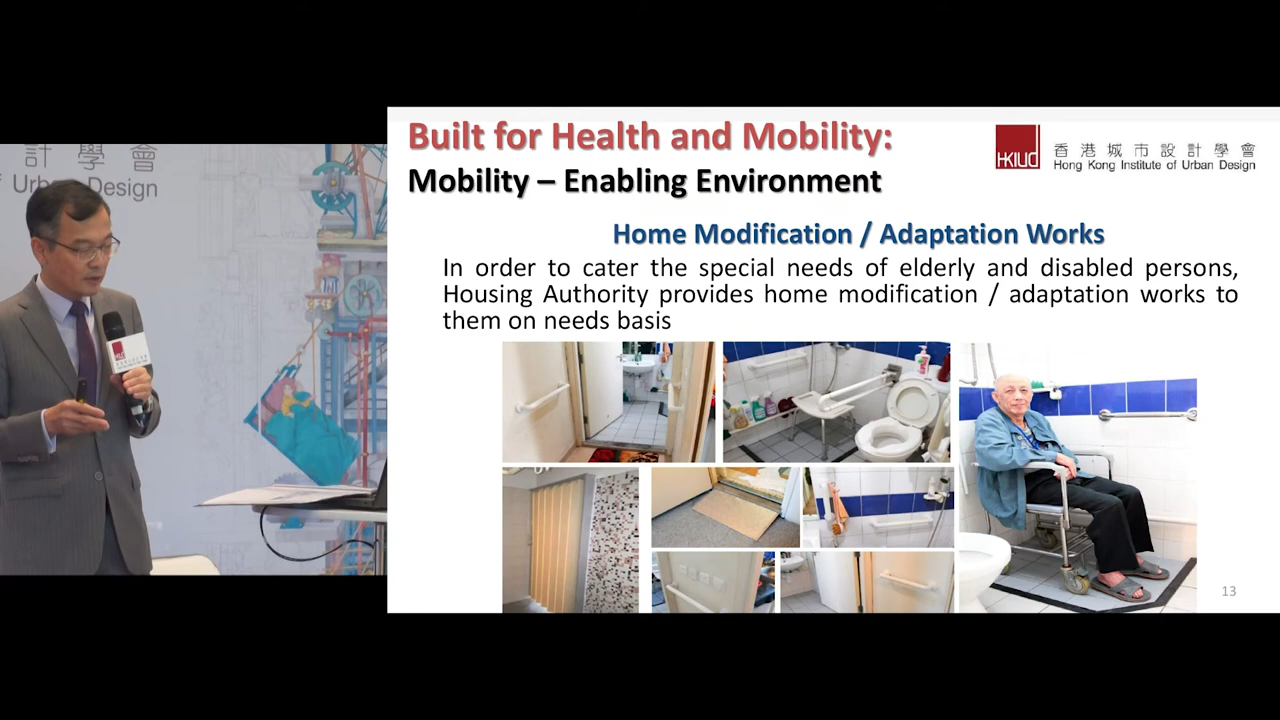 計學會
Urb Design
HKIUD
Built for Health and Mobility:
Mobility – Enabling Environment
HKIUD
香港城市設計學會
Hong Kong Institute of Urban Design
Home Modification / Adaptation Works
In order to cater the special needs of elderly and disabled persons,
Housing Authority provides home modification / adaptation works to
them on needs basis
13